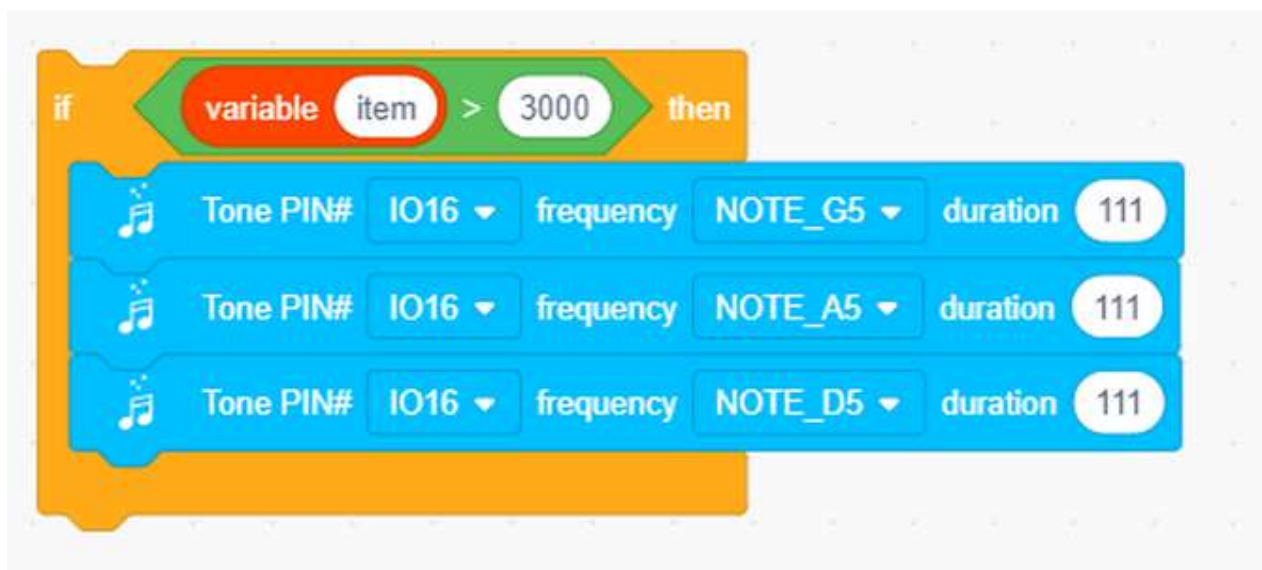 if variable item > 3000 then
Tone PIN# IO16 frequency NOTE_G5 duration 111
Tone PIN# IO16 frequency NOTE_A5 duration 111
Tone PIN# IO16 frequency NOTE_D5 duration 111